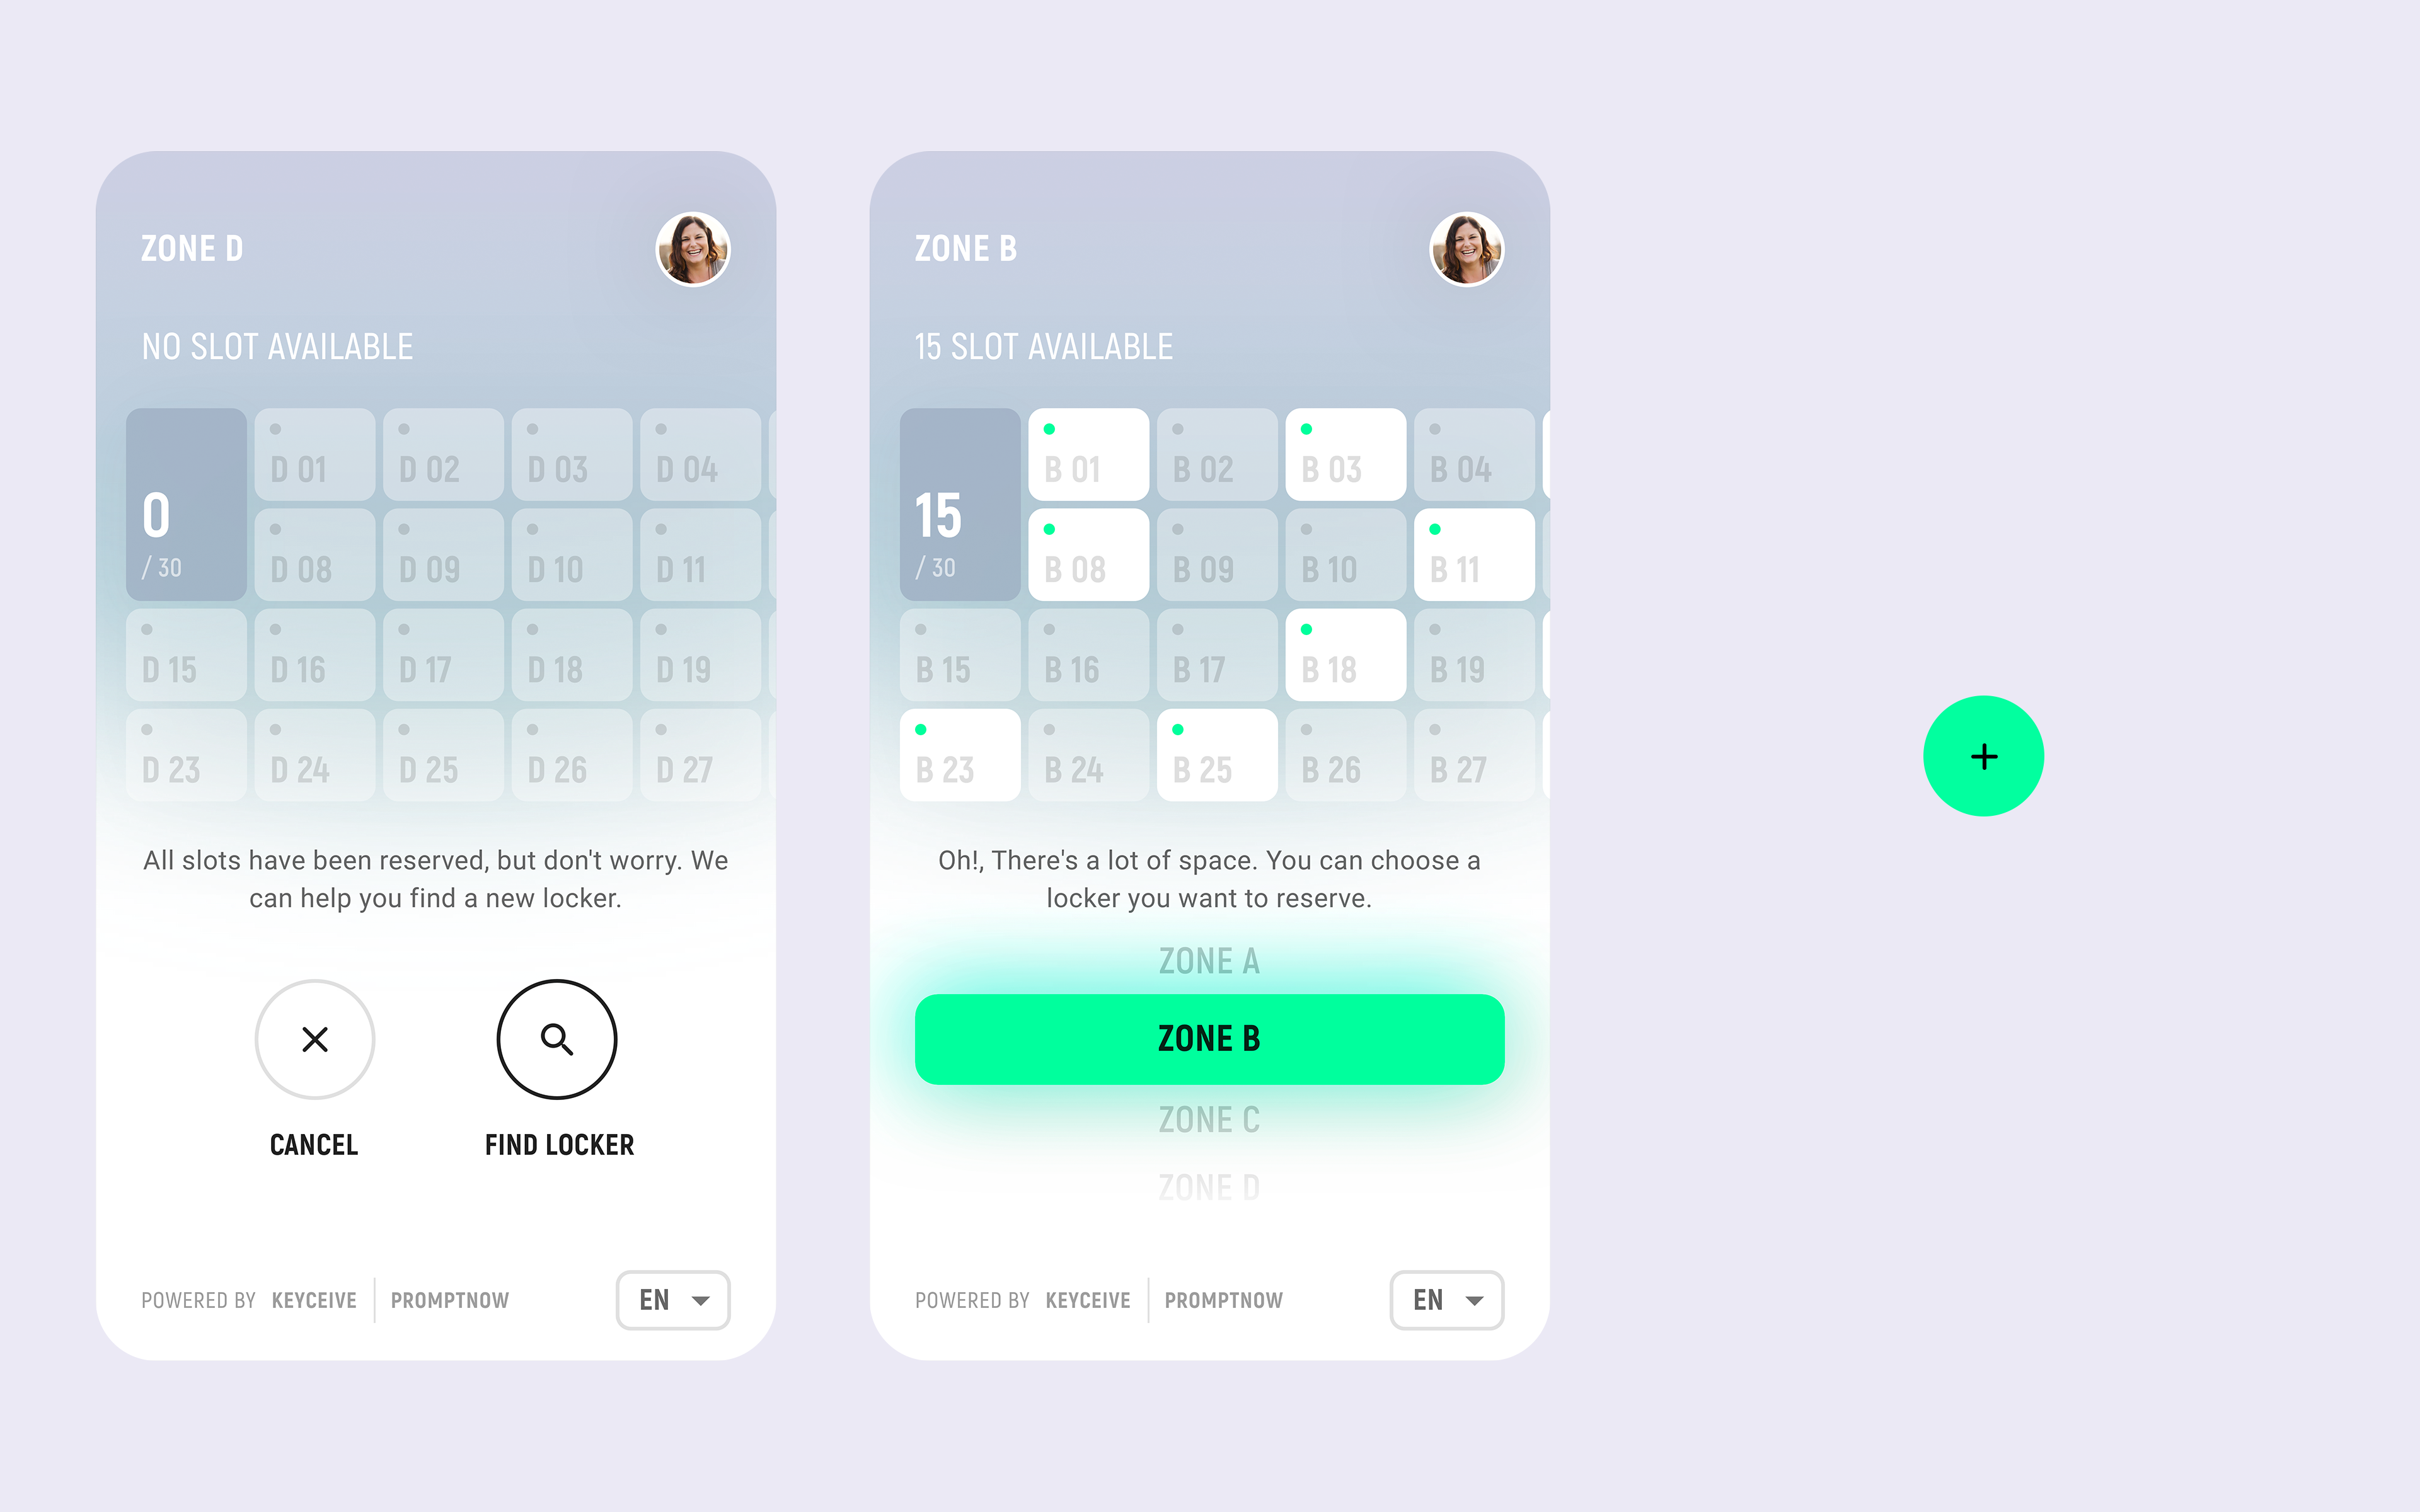 ZONE D
NO SLOT AVAILABLE
0
/ 30
D 01
D 02
D 03
D 04
D 08
D 09
D 10
D 11
D 15
D 16
D 17
D 18
D 19
D 23
D 24
D 25
D 26
D 27
All slots have been reserved, but don't worry. We
can help you find a new locker.
CANCEL
FIND LOCKER
POWERED BY KEYCEIVE PROMPTNOW
EN
ZONE B
15 SLOT AVAILABLE
15
/ 30
B 01
B 02
B 03
B 04
B 08
B 09
B 10
B 11
B 15
B 16
B 17
B 18
B 19
B 23
B 24
B 25
B 26
B 27
Oh!, There's a lot of space. You can choose a
locker you want to reserve.
ZONE A
ZONE B
ZONE C
ZONE D
POWERED BY KEYCEIVE PROMPTNOW
EN